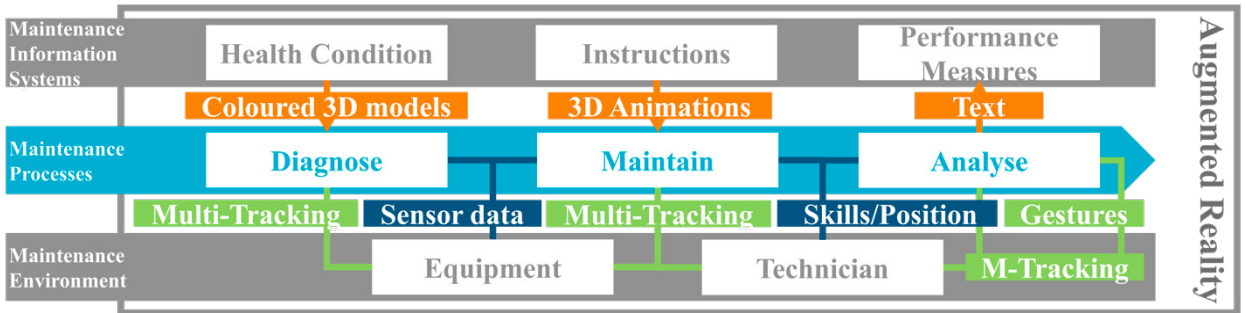 Maintenance
Information
Systems
Health Condition
Instructions
Performance
Measures
Coloured 3D models
3D Animations
Text
Maintenance
Processes
Diagnose
Maintain
Analyse
Multi-Tracking
Sensor data
Multi-Tracking
Skills/Position
Gestures
Maintenance
Environment
Equipment
Technician
M-Tracking
Augmented Reality